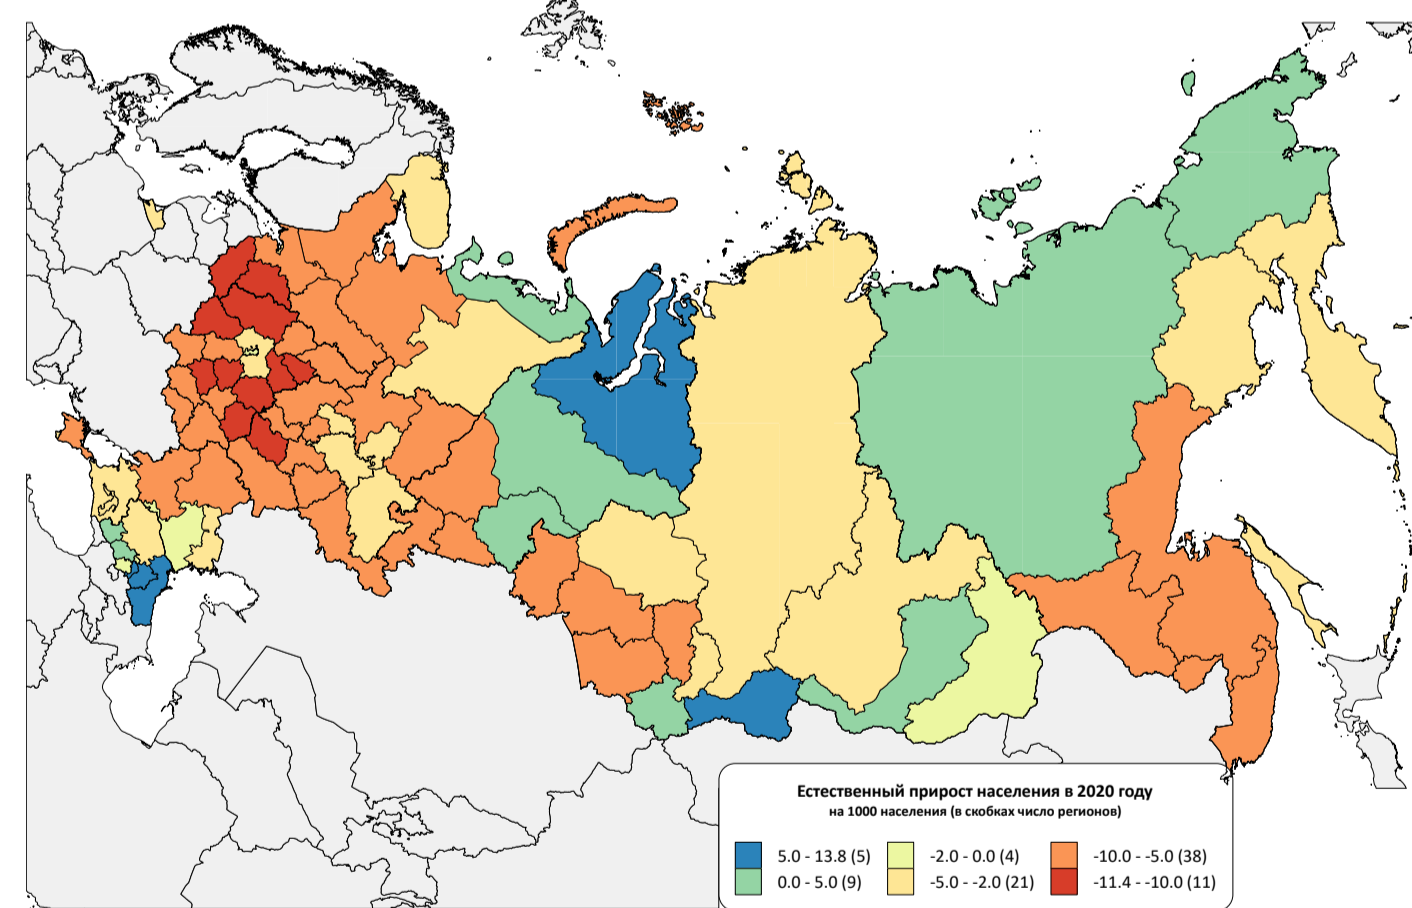 Естественный прирост населения в 2020 году
на 1000 населения (в скобках число регионов)
5.0 - 13.8 (5)
0.0 - 5.0 (9)
-2.0 - 0.0 (4)
-5.0 - -2.0 (21)
-10.0 - -5.0 (38)
-11.4 - -10.0 (11)